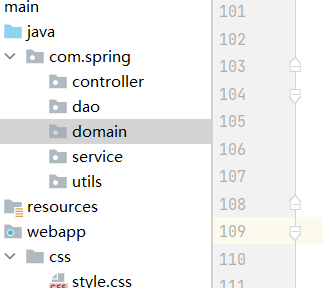 main
java
com.spring
controller
dao
domain
service
utils
resources
webapp
css
style.css
101
102
103
104
105
106
107
108
109
110
111